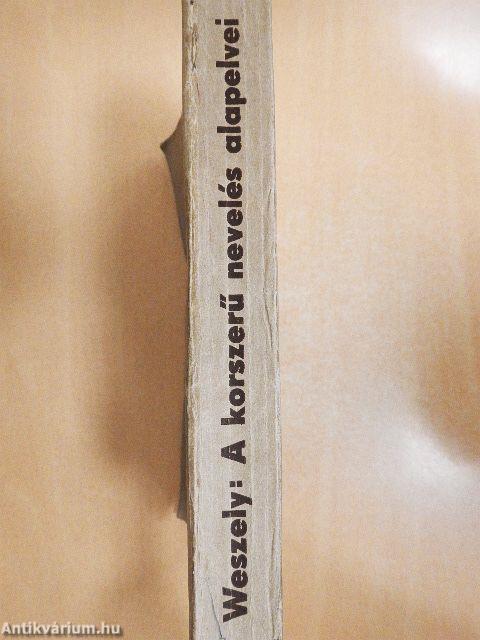 Weszely: A korszerű nevelés alapelvei
Antikvárium.hu